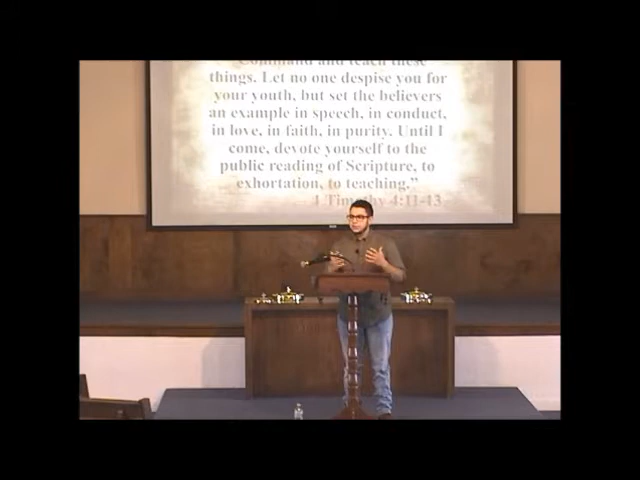 "Command and teach these
things. Let no one despise you for
your youth, but set the believers
an example in speech, in conduct,
in love, in faith, in purity. Until I
come, devote yourself to the
public reading of Scripture, to
exhortation, to teaching."
1 Timothy 4:11-13